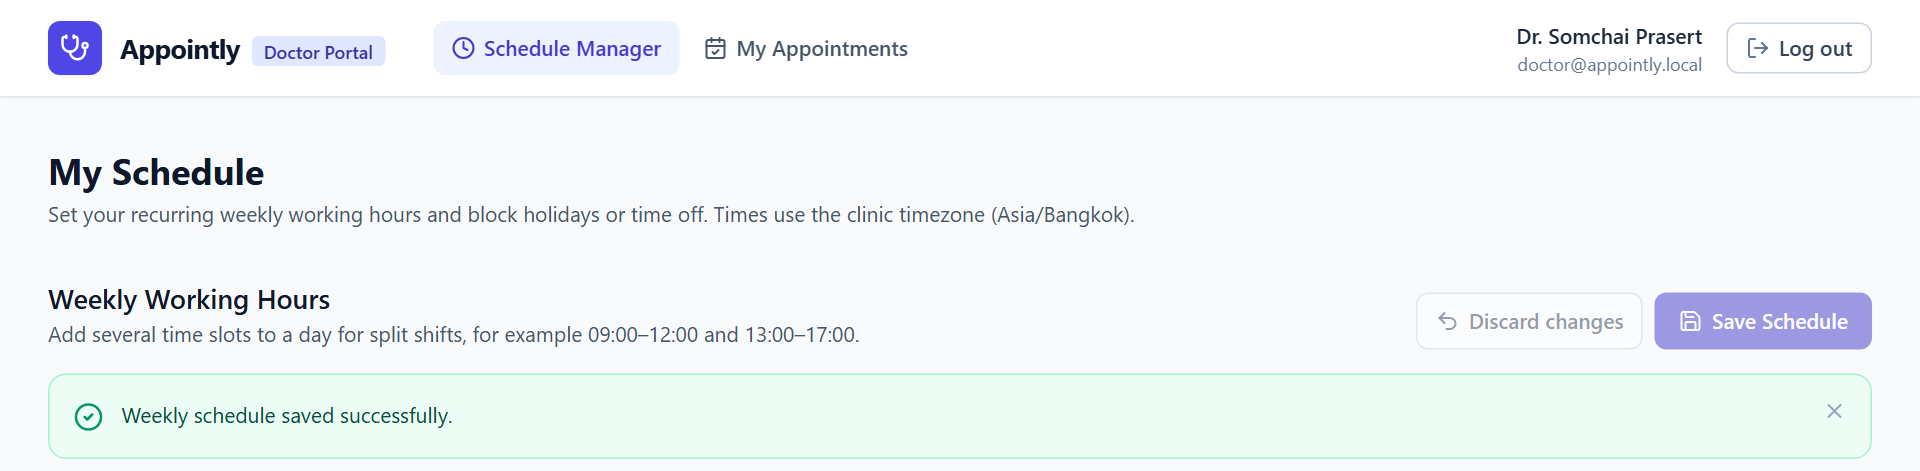 Appointly
Doctor Portal
Schedule Manager
My Appointments
Dr. Somchai Prasert
doctor@appointly.local
Log out
My Schedule
Set your recurring weekly working hours and block holidays or time off. Times use the clinic timezone (Asia/Bangkok).
Weekly Working Hours
Add several time slots to a day for split shifts, for example 09:00–12:00 and 13:00–17:00.
Discard changes
Save Schedule
Weekly schedule saved successfully.